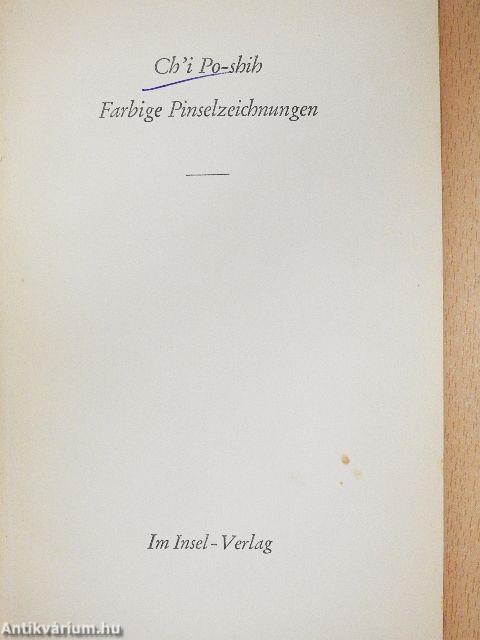 Ch'i Po-shih
Farbige Pinselzeichnungen
Im Insel-Verlag
Antikvárium.hu